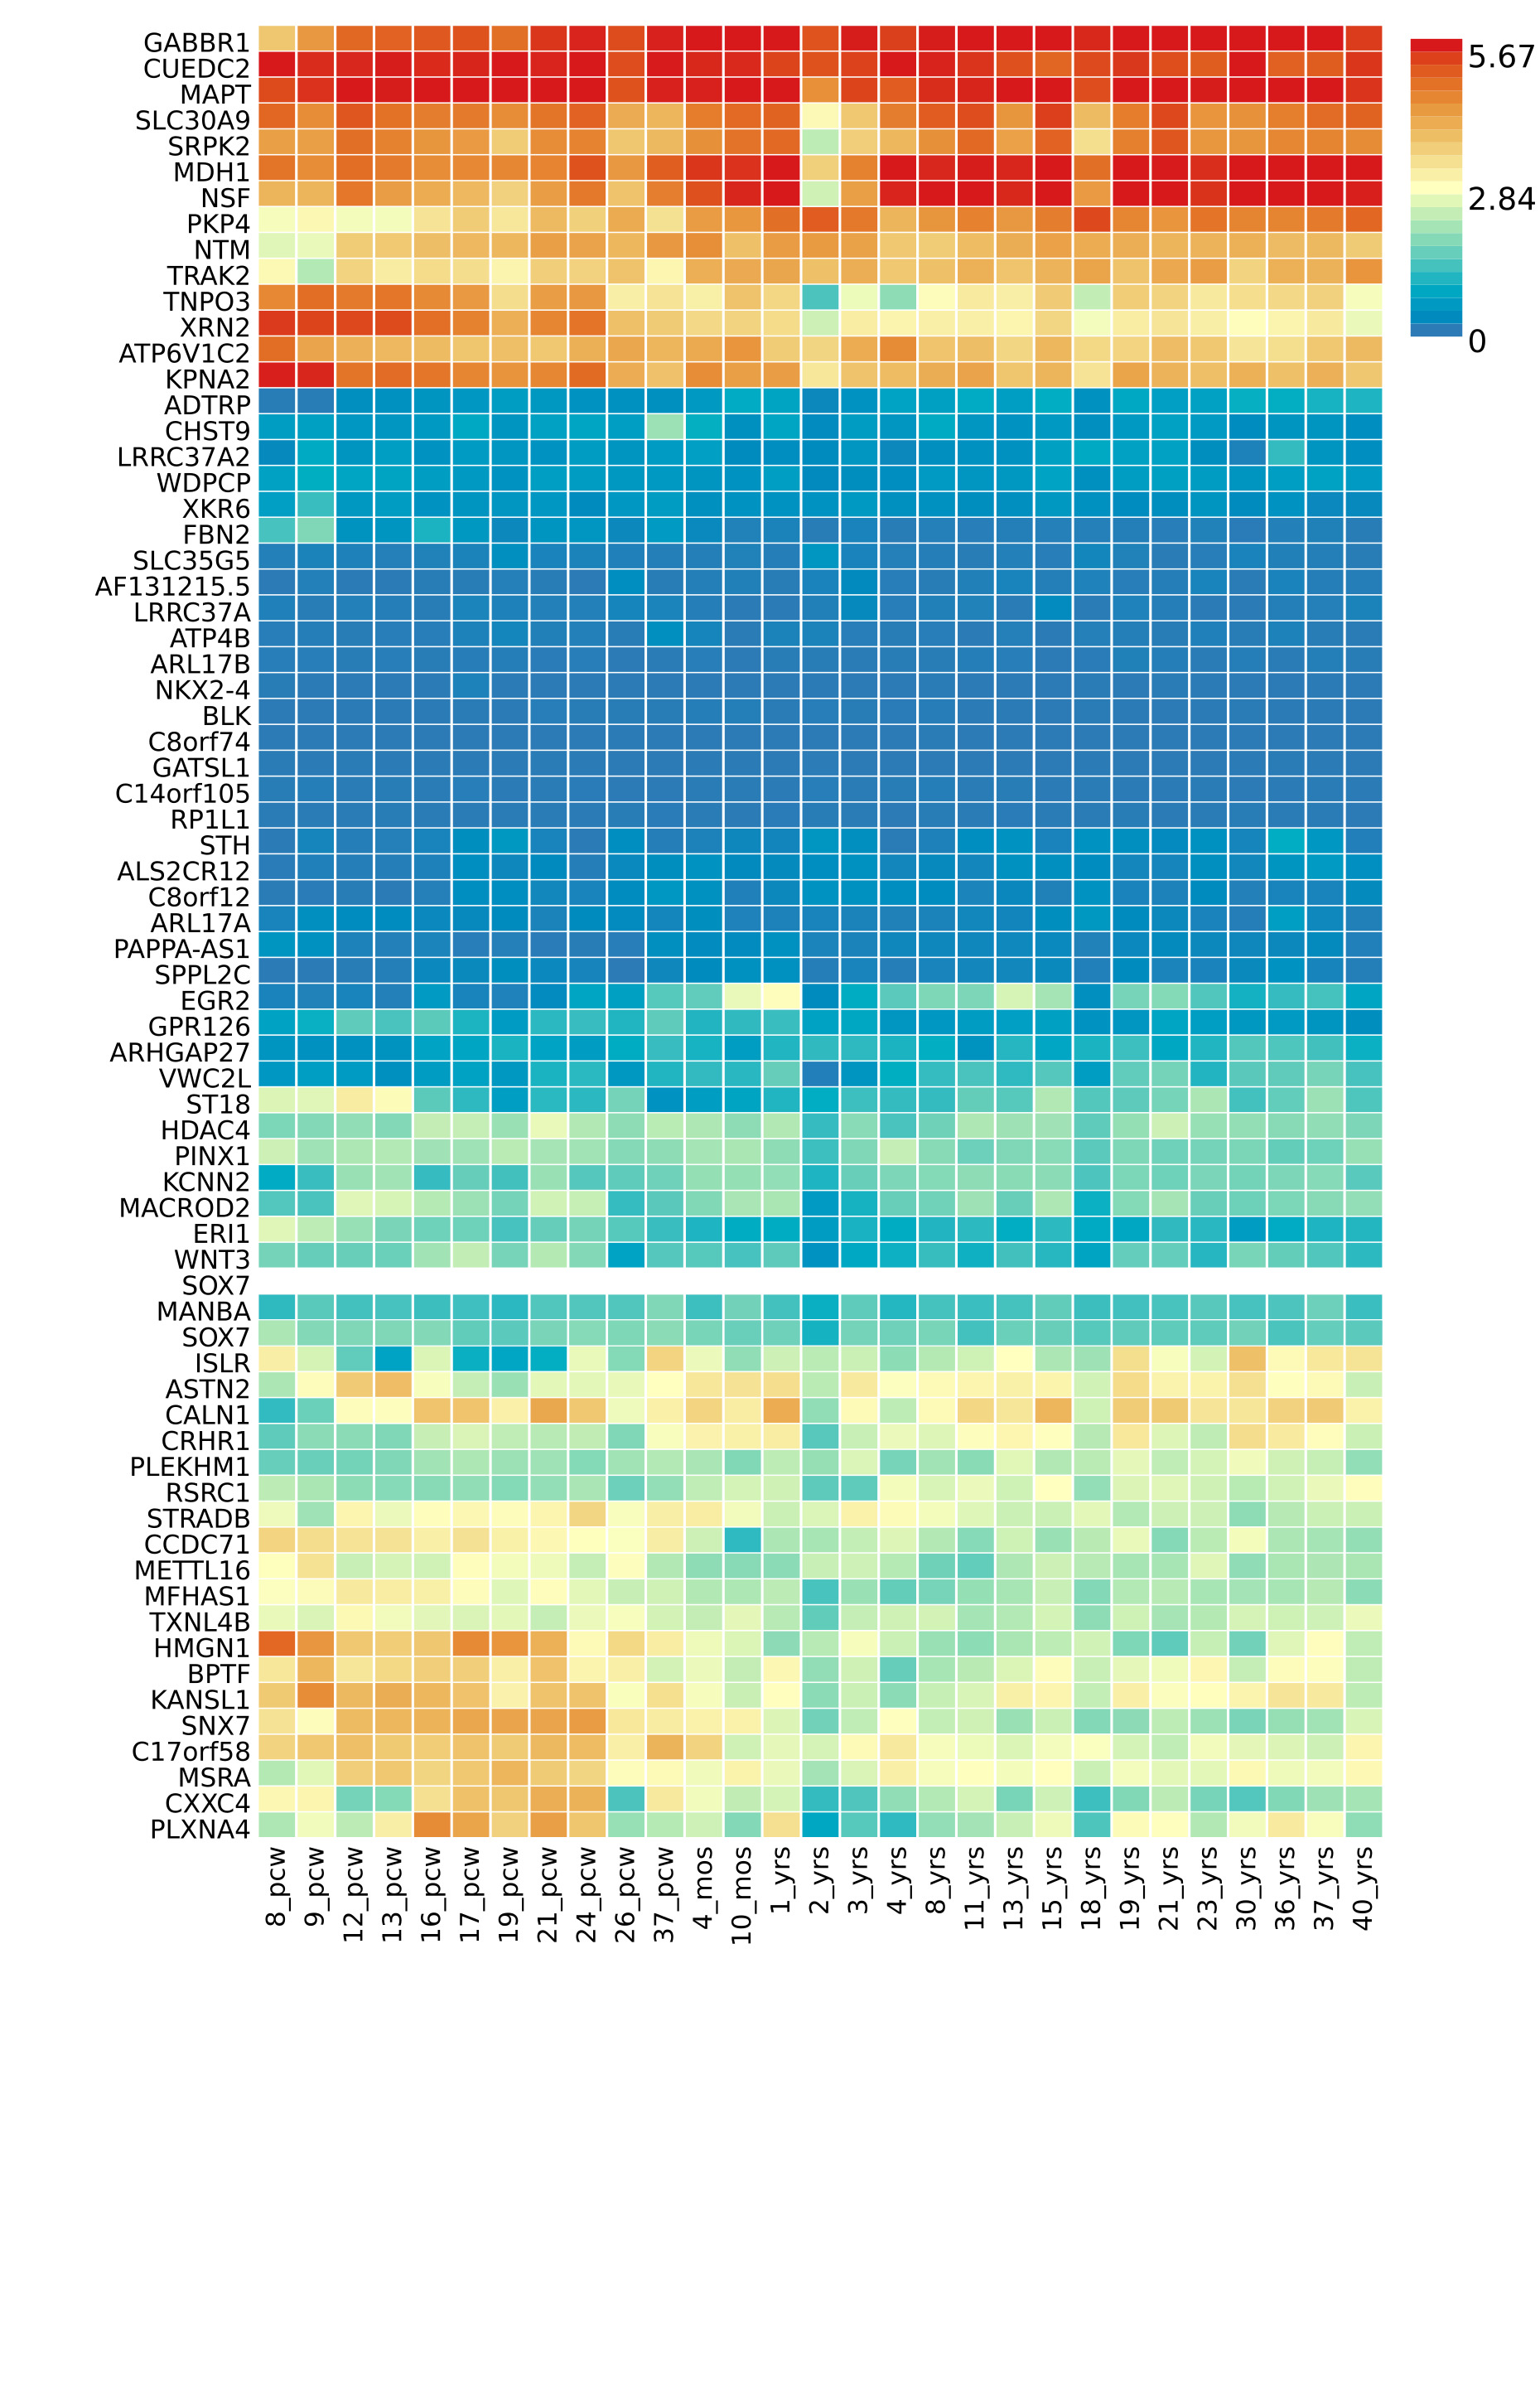 GABBR1
CUEDC2
MAPT
SLC30A9
SRPK2
MDH1
NSF
PKP4
NTM
TRAK2
TNPO3
XRN2
ATP6V1C2
KPNA2
ADTRP
CHST9
LRRC37A2
WDPCP
XKR6
FBN2
SLC35G5
AF131215.5
LRRC37A
ATP4B
ARL17B
NKX2-4
BLK
C8orf74
GATSL1
C14orf105
RP1L1
STH
ALS2CR12
C8orf12
ARL17A
PAPPA-AS1
SPPL2C
EGR2
GPR126
ARHGAP27
VWC2L
ST18
HDAC4
PINX1
KCNN2
MACROD2
ERI1
WNT3
SOX7
MANBA
SOX7
ISLR
ASTN2
CALN1
CRHR1
PLEKHM1
RSRC1
STRADB
CCDC71
METTL16
MFHAS1
TXNL4B
HMGN1
BPTF
KANSL1
SNX7
C17orf58
MSRA
CXXC4
PLXNA4
8_pcw
9_pcw
12_pcw
13_pcw
16_pcw
17_pcw
19_pcw
21_pcw
24_pcw
26_pcw
37_pcw
4_mos
10_mos
1_yrs
2_yrs
3_yrs
4_yrs
8_yrs
11_yrs
13_yrs
15_yrs
18_yrs
19_yrs
21_yrs
23_yrs
30_yrs
36_yrs
37_yrs
40_yrs
5.67
2.84
0